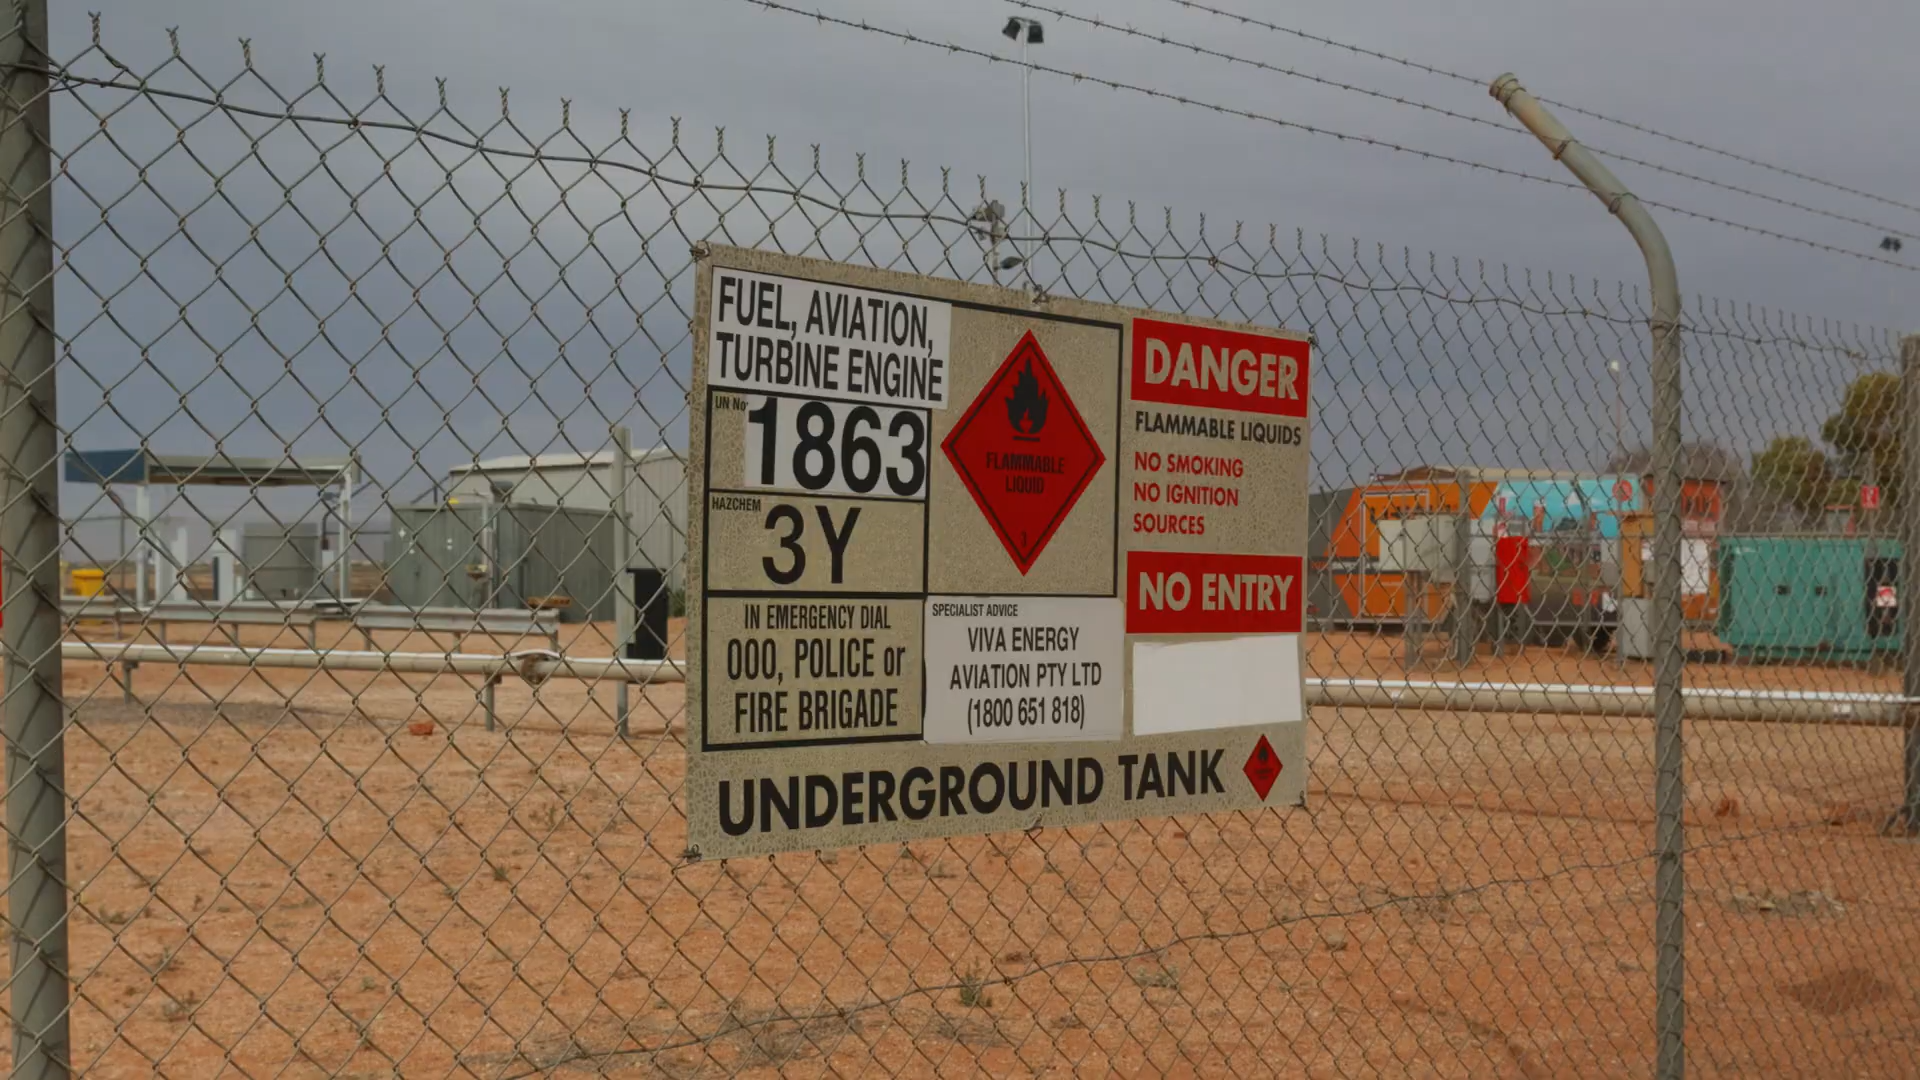 FUEL, AVIATION,
TURBINE ENGINE
UN No
1863
HAZCHEM
3Y
IN EMERGENCY DIAL
000, POLICE or
FIRE BRIGADE
FLAMMABLE
LIQUID
SPECIALIST ADVICE
VIVA ENERGY
AVIATION PTY LTD
(1800 651 818)
DANGER
FLAMMABLE LIQUIDS
NO SMOKING
NO IGNITION
SOURCES
NO ENTRY
UNDERGROUND TANK